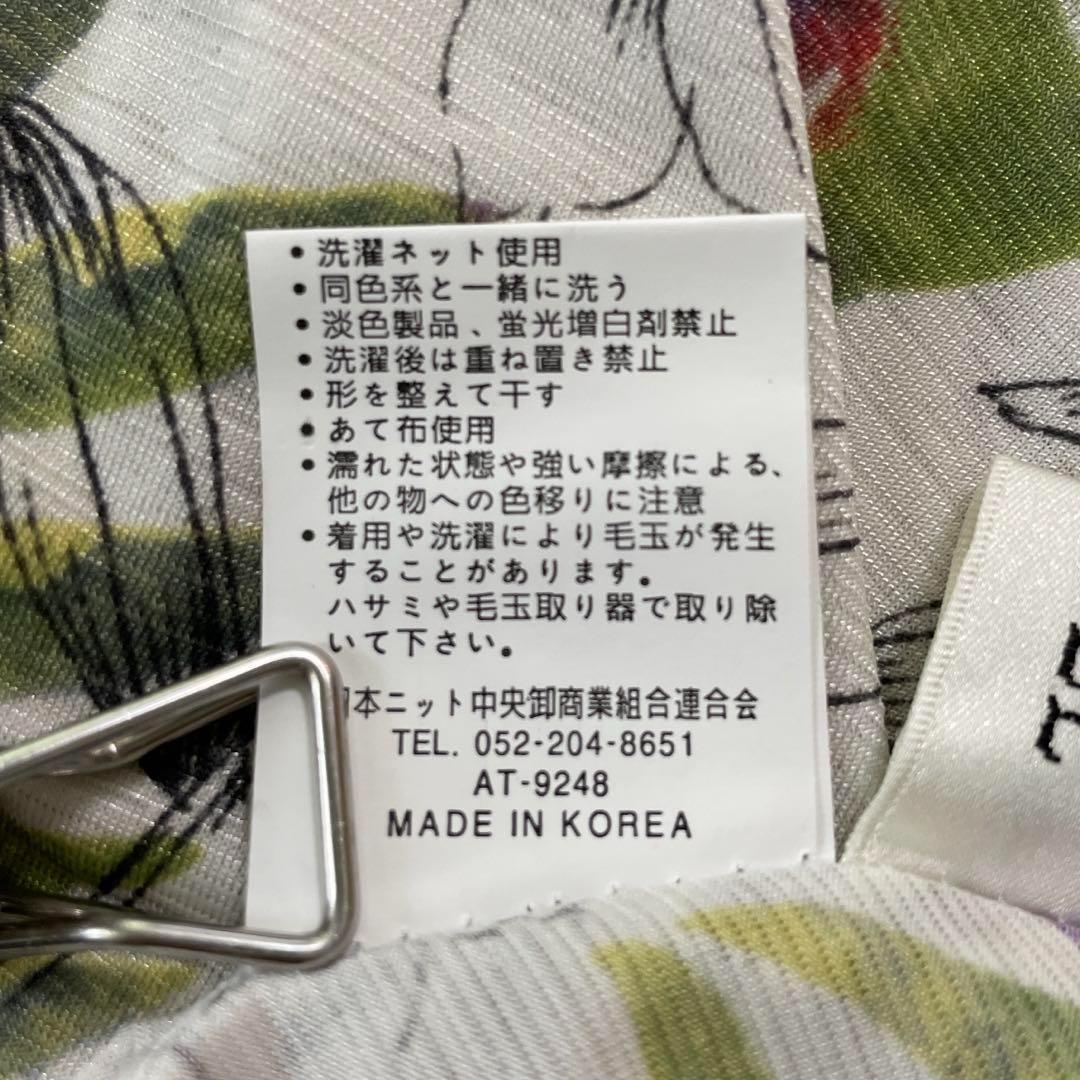 • 洗濯ネット使用
• 同色系と一緒に洗う
• 淡色製品、蛍光増白剤禁止
• 洗濯後は重ね置き禁止
• 形を整えて干す
• あて布使用
• 濡れた状態や強い摩擦による、
他の物への色移りに注意
• 着用や洗濯により毛玉が発生
することがあります。
ハサミや毛玉取り器で取り除
いて下さい。
日本ニット中央卸商業組合連合会
TEL. 052-204-8651
AT-9248
MADE IN KOREA